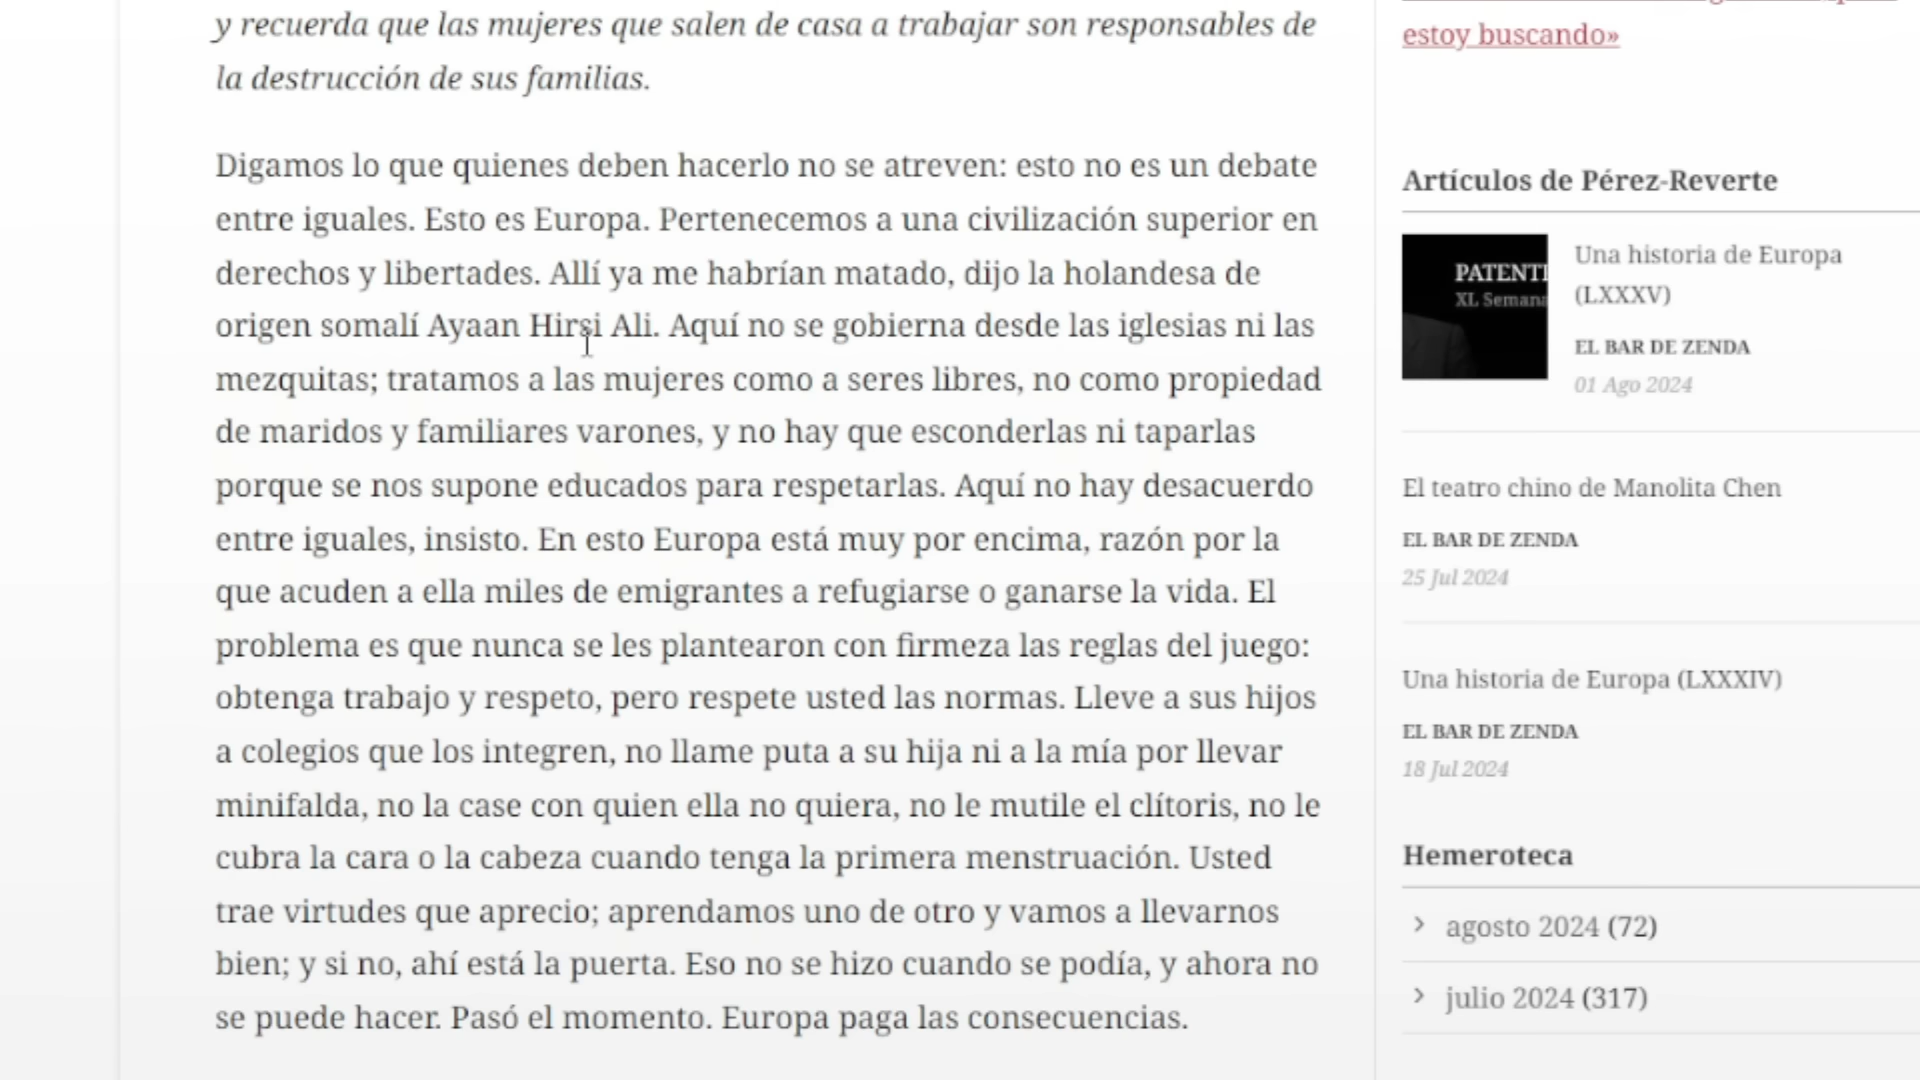 y recuerda que las mujeres que salen de casa a trabajar son responsables de
la destrucción de sus familias.
Digamos lo que quienes deben hacerlo no se atreven: esto no es un debate
entre iguales. Esto es Europa. Pertenecemos a una civilización superior en
derechos y libertades. Allí ya me habrían matado, dijo la holandesa de
origen somalí Ayaan Hirsi Ali. Aquí no se gobierna desde las iglesias ni las
mezquitas; tratamos a las mujeres como a seres libres, no como propiedad
de maridos y familiares varones, y no hay que esconderlas ni taparlas
porque se nos supone educados para respetarlas. Aquí no hay desacuerdo
entre iguales, insisto. En esto Europa está muy por encima, razón por la
que acuden a ella miles de emigrantes a refugiarse o ganarse la vida. El
problema es que nunca se les plantearon con firmeza las reglas del juego:
obtenga trabajo y respeto, pero respete usted las normas. Lleve a sus hijos
a colegios que los integren, no llame puta a su hija ni a la mía por llevar
minifalda, no la case con quien ella no quiera, no le mutile el clítoris, no le
cubra la cara o la cabeza cuando tenga la primera menstruación. Usted
trae virtudes que aprecio; aprendamos uno de otro y vamos a llevarnos
bien; y si no, ahí está la puerta. Eso no se hizo cuando se podía, y ahora no
se puede hacer. Pasó el momento. Europa paga las consecuencias.
estoy buscando»
Artículos de Pérez-Reverte
PATENT
XL Semana
Una historia de Europa
(LXXXV)
EL BAR DE ZENDA
01 Ago 2024
El teatro chino de Manolita Chen
EL BAR DE ZENDA
25 Jul 2024
Una historia de Europa (LXXXIV)
EL BAR DE ZENDA
18 Jul 2024
Hemeroteca
agosto 2024 (72)
julio 2024 (317)